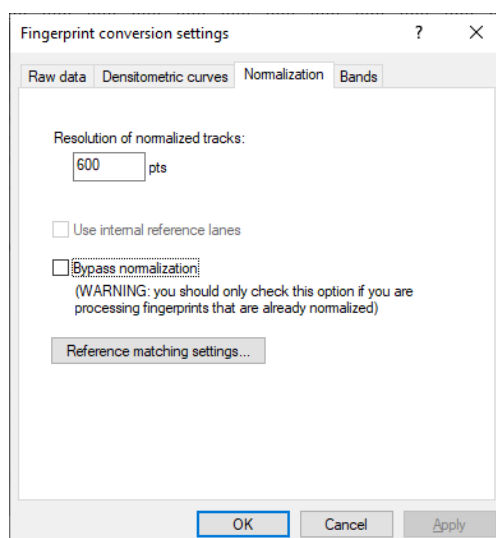 Fingerprint conversion settings ?
Raw data Densitometric curves Normalization Bands
Resolution of normalized tracks:
600 pts
Use internal reference lanes
Bypass normalization
(WARNING: you should only check this option if you are
processing fingerprints that are already normalized)
Reference matching settings...
OK Cancel Apply